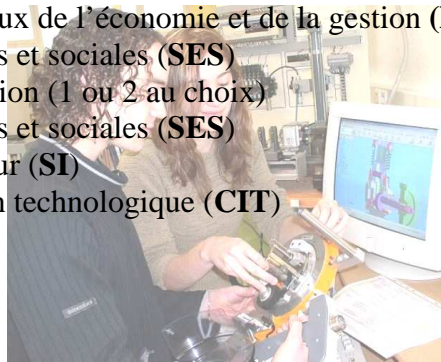 ux de l’économie et de la gestion (
s et sociales (SES)
ion (1 ou 2 au choix)
s et sociales (SES)
ur (SI)
n technologique (CIT)